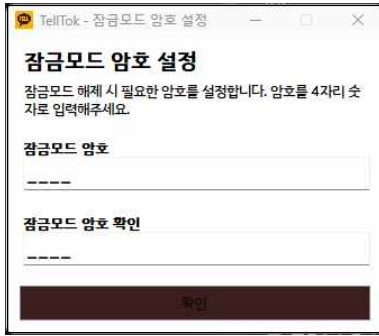 TellTok - 잠금모드 암호 설정
잠금모드 암호 설정
잠금모드 해제 시 필요한 암호를 설정합니다. 암호를 4자리 숫
자로 입력해주세요.
잠금모드 암호
____
잠금모드 암호 확인
____
확인